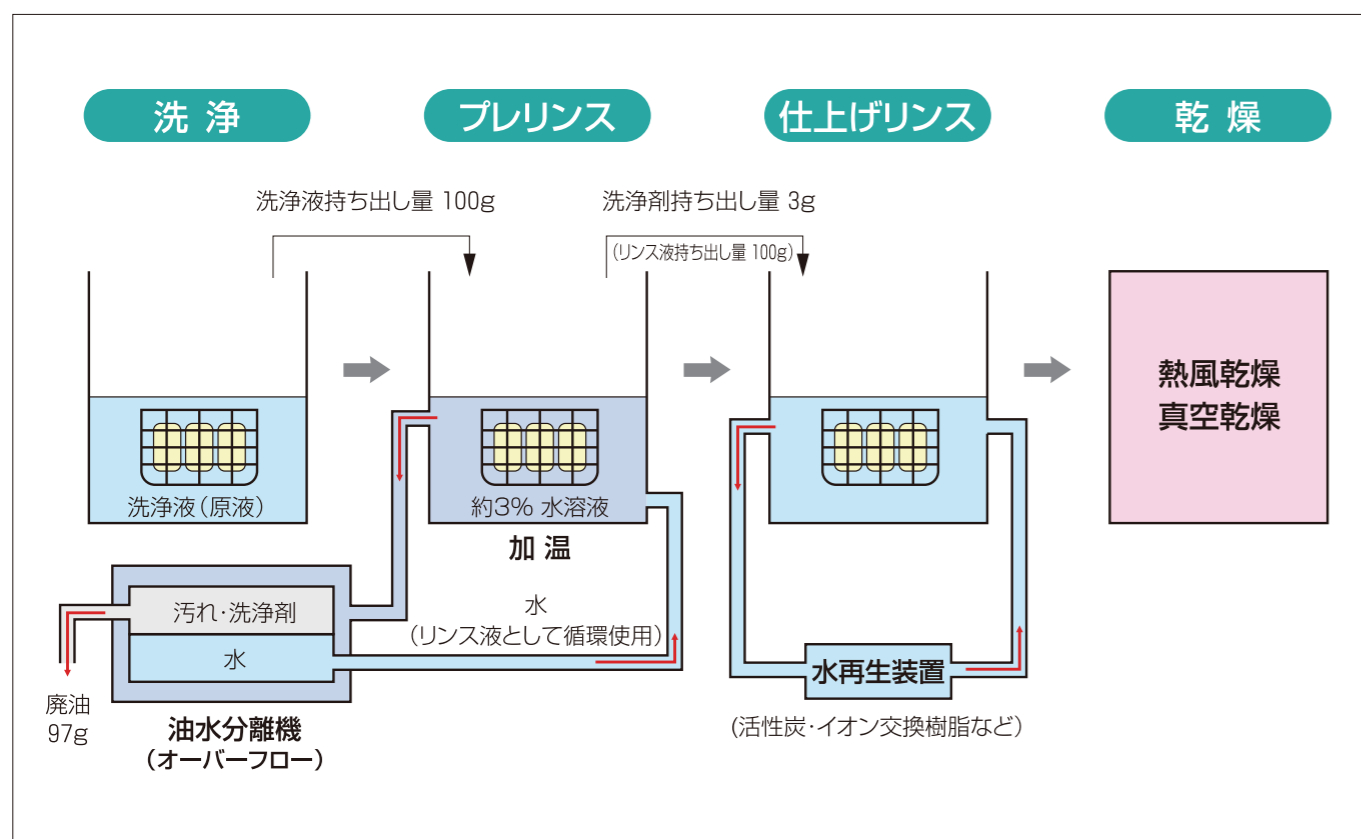 洗浄
プレリンス
仕上げリンス
乾燥
洗浄液持ち出し量 100g
洗浄剤持ち出し量 3g
(リンス液持ち出し量 100g)
洗浄液(原液)
約3% 水溶液
加温
熱風乾燥
真空乾燥
汚れ・洗浄剤
水
水
(リンス液として循環使用)
廃油
97g
油水分離機
(オーバーフロー)
水再生装置
(活性炭・イオン交換樹脂など)